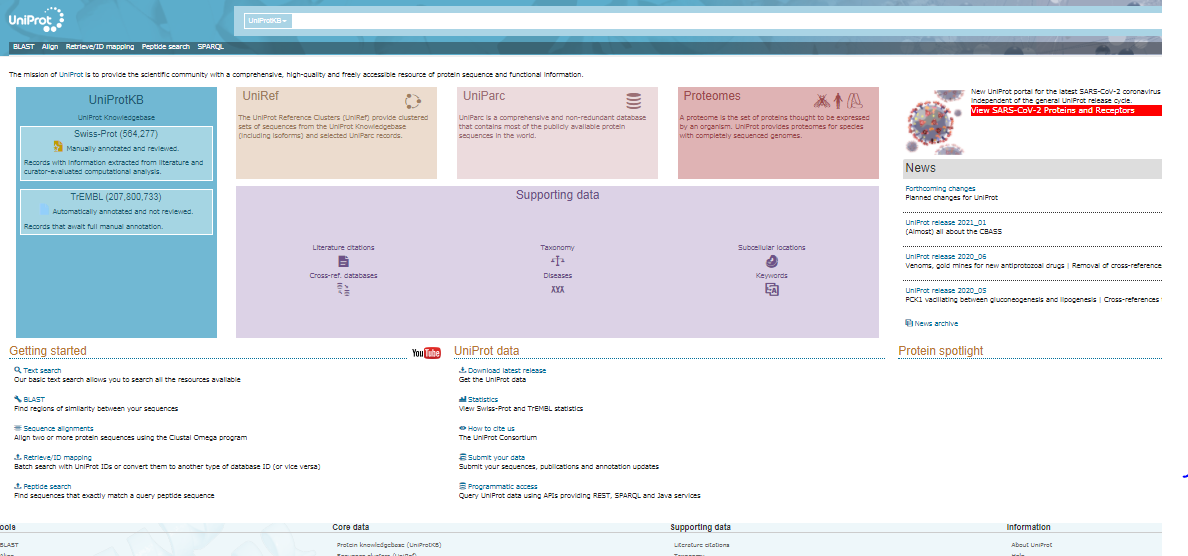 UniProt
UniProtKB
BLAST Align Retrieve/ID mapping Peptide search SPARQL
The mission of UniProt is to provide the scientific community with a comprehensive, high-quality and freely accessible resource of protein sequence and functional information.
UniProtKB
UniProt Knowledgebase
Swiss-Prot (564,277)
Manually annotated and reviewed.
Records with information extracted from literature and
curator-evaluated computational analysis.
TrEMBL (207,800,733)
Automatically annotated and not reviewed.
Records that await full manual annotation.
UniRef
The UniProt Reference Clusters (UniRef) provide clustered
sets of sequences from the UniProt Knowledgebase
(including isoforms) and selected UniParc records.
UniParc
UniParc is a comprehensive and non-redundant database
that contains most of the publicly available protein
sequences in the world.
Proteomes
A proteome is the set of proteins thought to be expressed
by an organism. UniProt provides proteomes for species
with completely sequenced genomes.
Supporting data
Literature citations
Taxonomy
Subcellular locations
Cross-ref. databases
Diseases
Keywords
New UniProt portal for the latest SARS-CoV-2 coronavirus
independent of the general UniProt release cycle.
View SARS-CoV-2 Proteins and Receptors
News
Forthcoming changes
Planned changes for UniProt
UniProt release 2021_01
(Almost) all about the CBASS
UniProt release 2020_06
Venoms, gold mines for new antiprotozoal drugs | Removal of cross-reference
UniProt release 2020_05
PCK1 vacillating between gluconeogenesis and lipogenesis | Cross-references
News archive
Getting started
YouTube
Text search
Our basic text search allows you to search all the resources available
BLAST
Find regions of similarity between your sequences
Sequence alignments
Align two or more protein sequences using the Clustal Omega program
Retrieve/ID mapping
Batch search with UniProt IDs or convert them to another type of database ID (or vice versa)
Peptide search
Find sequences that exactly match a query peptide sequence
UniProt data
Download latest release
Get the UniProt data
Statistics
View Swiss-Prot and TrEMBL statistics
How to cite us
The UniProt Consortium
Submit your data
Submit your sequences, publications and annotation updates
Programmatic access
Query UniProt data using APIs providing REST, SPARQL and Java services
Protein spotlight
ools
BLAST
Core data
Protein knowledgebase (UniProtKB)
Supporting data
Literature citations
Information
About UniProt